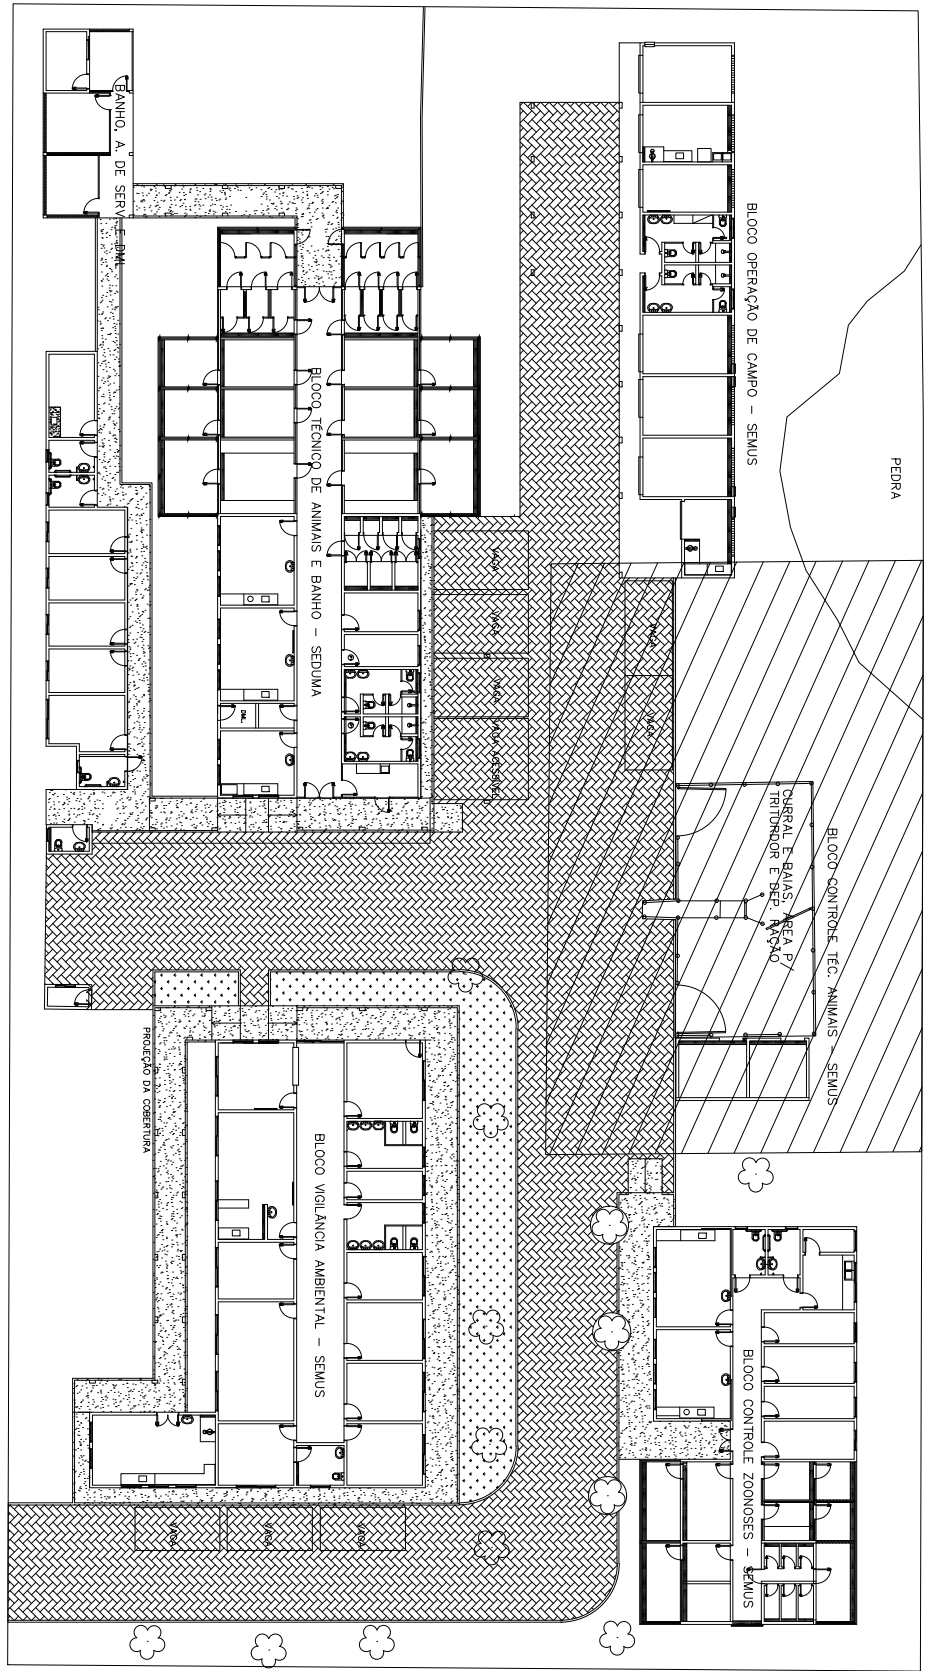 BANHO, A. DE SERV E DML
BLOCO TÉCNICO DE ANIMAIS E BANHO – SEDUMA
BLOCO OPERAÇÃO DE CAMPO – SEMUS
PEDRA
VAGA
VAGA
VAGA
VAGA ACESSÍVEL
VAGA
VAGA
DML
CURRAL E BAIAS, ÁREA P/
TRITURDOR E DEP. RAÇÃO
BLOCO CONTROLE TÉC. ANIMAIS – SEMUS
PROJEÇÃO DA COBERTURA
BLOCO VIGILÂNCIA AMBIENTAL – SEMUS
BLOCO CONTROLE ZOONOSES – SEMUS
VAGA
VAGA
VAGA